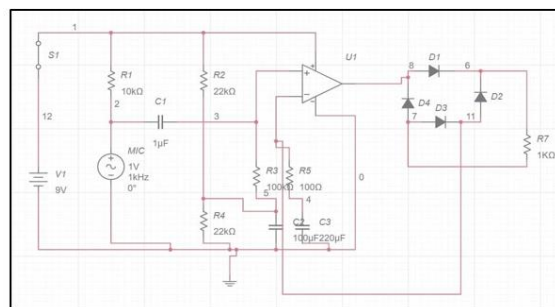 1
S1
R1
10kΩ
R2
22kΩ
U1
D1
8
6
D4
D3
D2
7
11
2
C1
1µF
3
12
R7
1KΩ
MIC
1V
1kHz
0°
V1
9V
R3
100kΩ
R5
100Ω
0
5
4
R4
22kΩ
C2
C3
100µF220µF